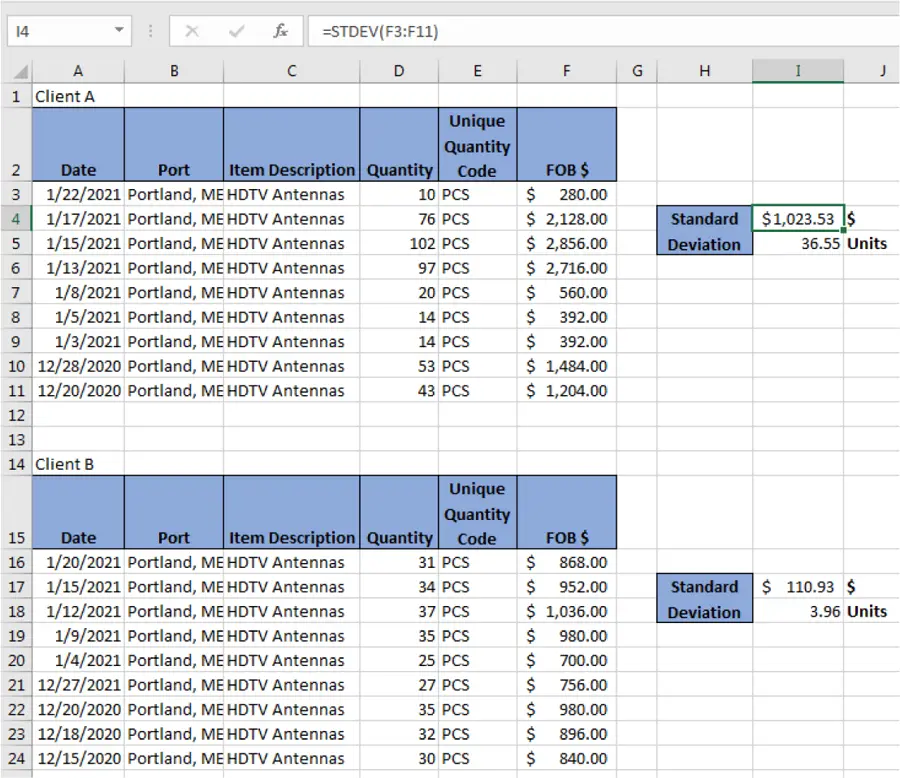 I4 =STDEV(F3:F11)
A B C D E F G H I J
1 Client A
2 Date Port Item Description Quantity Unique Quantity Code FOB $
3 1/22/2021 Portland, ME HDTV Antennas 10 PCS $ 280.00
4 1/17/2021 Portland, ME HDTV Antennas 76 PCS $ 2,128.00 Standard $1,023.53 $
5 1/15/2021 Portland, ME HDTV Antennas 102 PCS $ 2,856.00 Deviation 36.55 Units
6 1/13/2021 Portland, ME HDTV Antennas 97 PCS $ 2,716.00
7 1/8/2021 Portland, ME HDTV Antennas 20 PCS $ 560.00
8 1/5/2021 Portland, ME HDTV Antennas 14 PCS $ 392.00
9 1/3/2021 Portland, ME HDTV Antennas 14 PCS $ 392.00
10 12/28/2020 Portland, ME HDTV Antennas 53 PCS $ 1,484.00
11 12/20/2020 Portland, ME HDTV Antennas 43 PCS $ 1,204.00
12
13
14 Client B
15 Date Port Item Description Quantity Unique Quantity Code FOB $
16 1/20/2021 Portland, ME HDTV Antennas 31 PCS $ 868.00
17 1/15/2021 Portland, ME HDTV Antennas 34 PCS $ 952.00 Standard $ 110.93 $
18 1/12/2021 Portland, ME HDTV Antennas 37 PCS $ 1,036.00 Deviation 3.96 Units
19 1/9/2021 Portland, ME HDTV Antennas 35 PCS $ 980.00
20 1/4/2021 Portland, ME HDTV Antennas 25 PCS $ 700.00
21 12/27/2021 Portland, ME HDTV Antennas 27 PCS $ 756.00
22 12/20/2020 Portland, ME HDTV Antennas 35 PCS $ 980.00
23 12/18/2020 Portland, ME HDTV Antennas 32 PCS $ 896.00
24 12/15/2020 Portland, ME HDTV Antennas 30 PCS $ 840.00